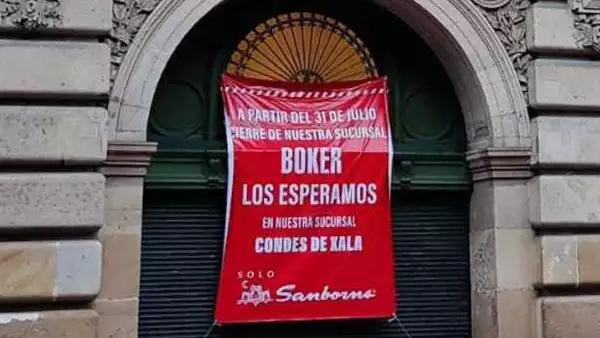 A PARTIR DEL 31 DE JULIO
CIERRE DE NUESTRA SUCURSAL
BOKER
LOS ESPERAMOS
EN NUESTRA SUCURSAL
CONDES DE XALA
SOLO
Sanborns